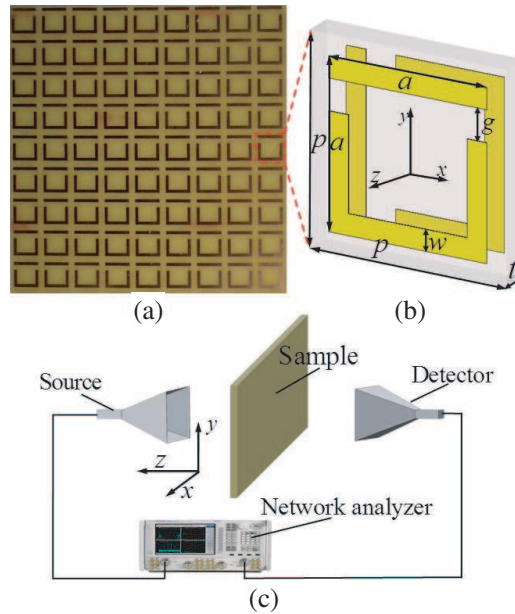 a
g
y
p
a
x
z
p
w
t
(a)
(b)
Sample
Source
Detector
y
z
x
Network analyzer
(c)